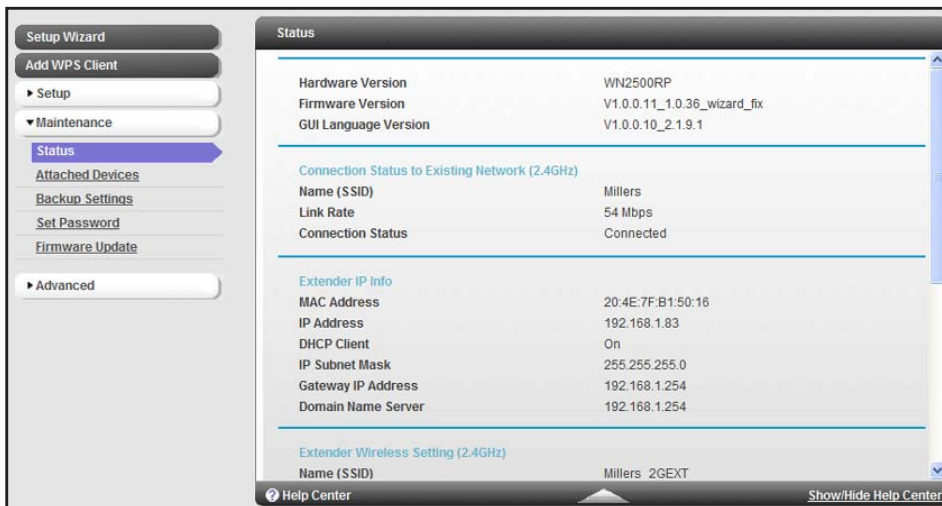 Setup Wizard
Add WPS Client
Setup
Maintenance
Status
Attached Devices
Backup Settings
Set Password
Firmware Update
Advanced
Status
Hardware Version WN2500RP
Firmware Version V1.0.0.11_1.0.36_wizard_fix
GUI Language Version V1.0.0.10_2.1.9.1
Connection Status to Existing Network (2.4GHz)
Name (SSID) Millers
Link Rate 54 Mbps
Connection Status Connected
Extender IP Info
MAC Address 20:4E:7F:B1:50:16
IP Address 192.168.1.83
DHCP Client On
IP Subnet Mask 255.255.255.0
Gateway IP Address 192.168.1.254
Domain Name Server 192.168.1.254
Extender Wireless Setting (2.4GHz)
Name (SSID) Millers_2GEXT
Help Center Show/Hide Help Center